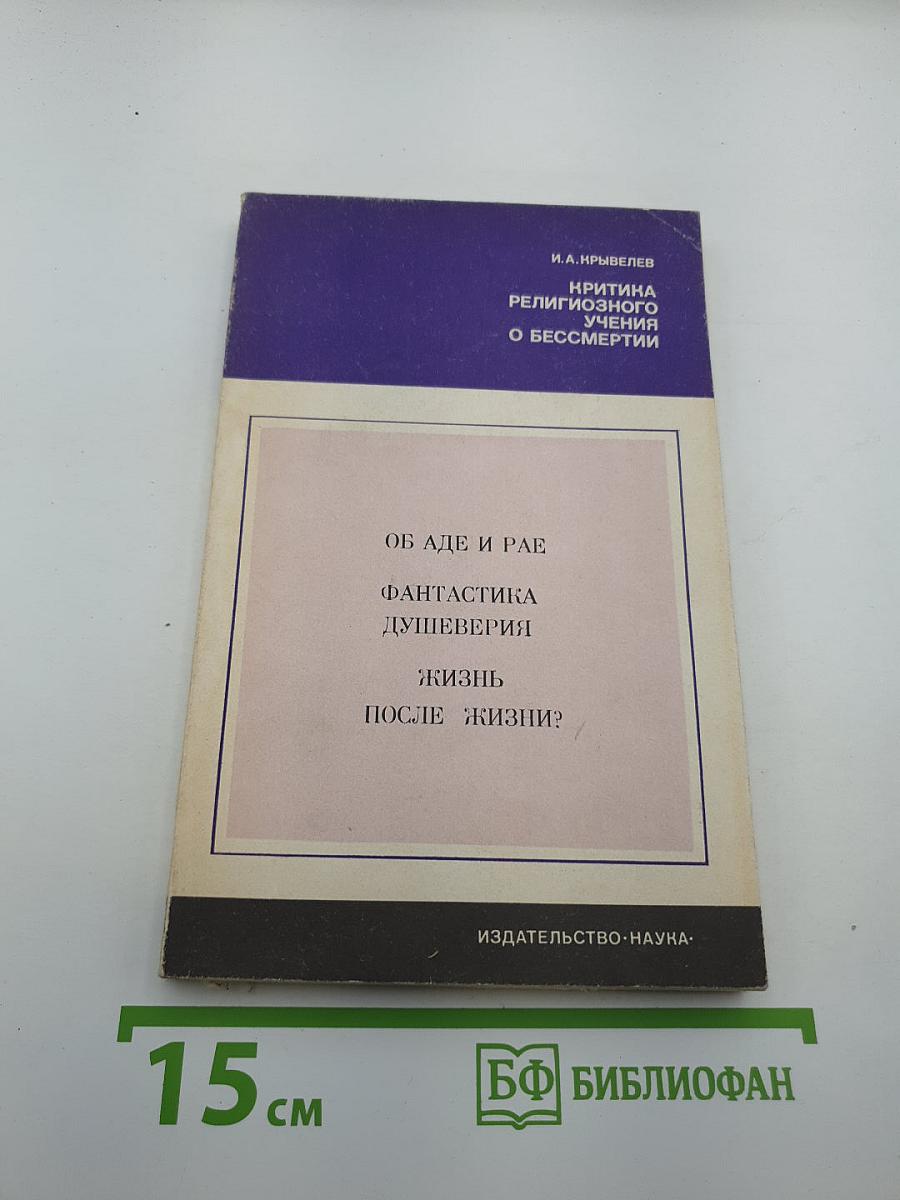 И.А.КРЫВЕЛЕВ
КРИТИКА
РЕЛИГИОЗНОГО
УЧЕНИЯ
О БЕССМЕРТИИ
ОБ АДЕ И РАЕ
ФАНТАСТИКА
ДУШЕВЕРИЯ
ЖИЗНЬ
ПОСЛЕ ЖИЗНИ?
ИЗДАТЕЛЬСТВО·НАУКА·
15 см
БФ БИБЛИОФАН